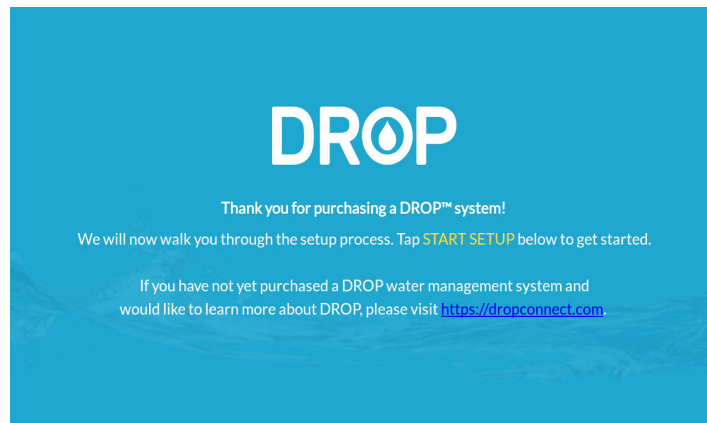 DROP
Thank you for purchasing a DROP™ system!
We will now walk you through the setup process. Tap START SETUP below to get started.
If you have not yet purchased a DROP water management system and
would like to learn more about DROP, please visit https://dropconnect.com.